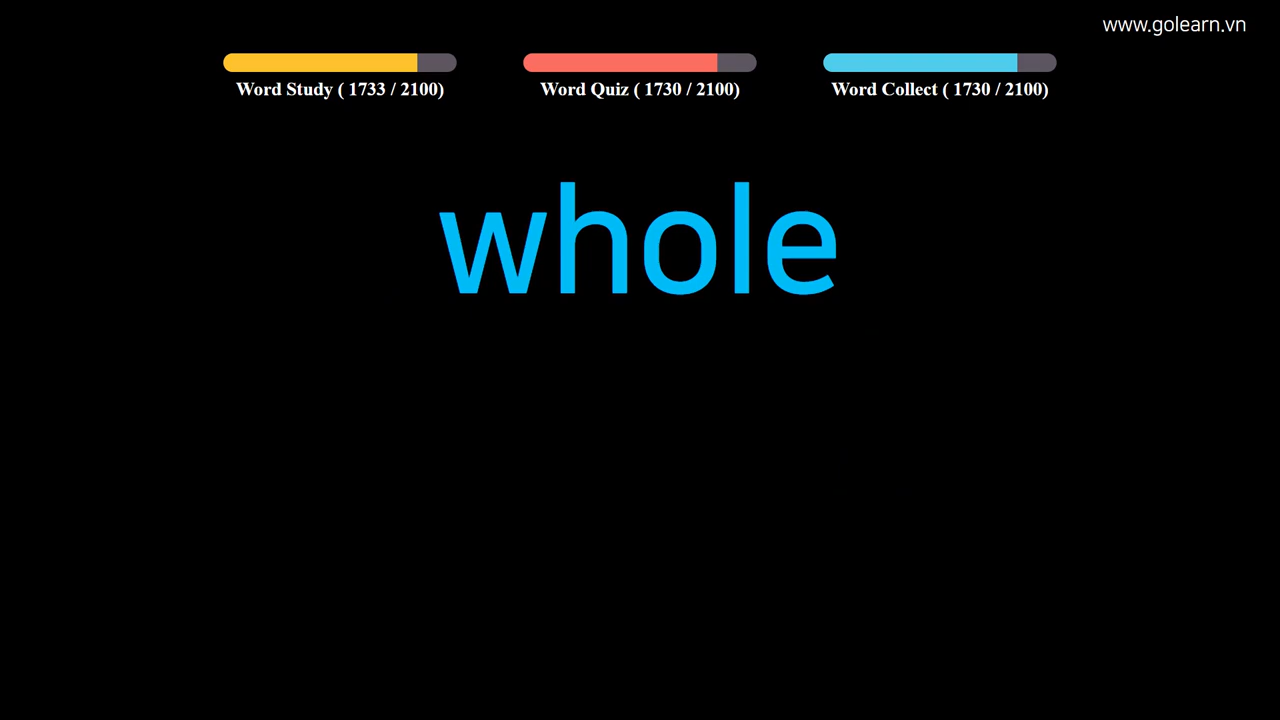 www.golearn.vn
Word Study ( 1733 / 2100)
Word Quiz ( 1730 / 2100)
Word Collect ( 1730 / 2100)
whole